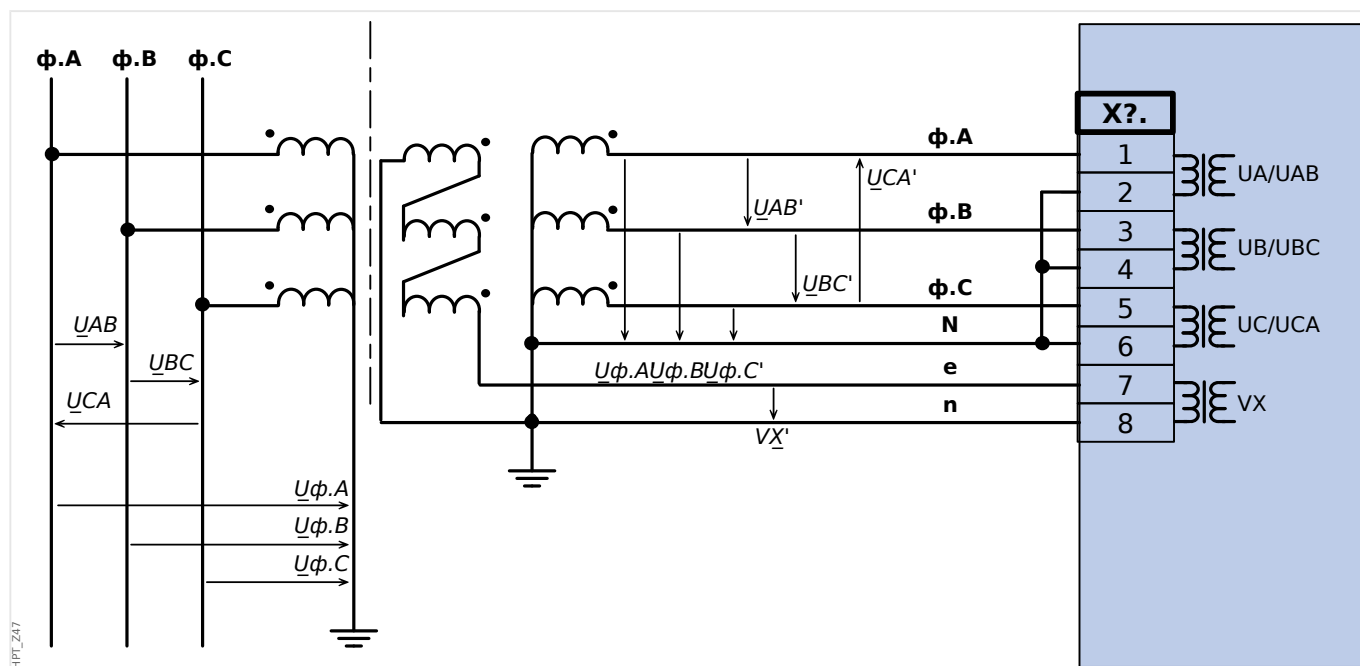 ф.A ф.B ф.C
X?.
ф.A
1
UA/UAB
UCA'
2
UAB'
ф.B
3
UB/UBC
4
UBC'
ф.C
5
UC/UCA
N
6
UAB
UBC
Uф.AUф.BUф.C'
e
7
UCA
n
VX
8
VX'
Uф.A
Uф.B
Uф.C
HPT_Z47